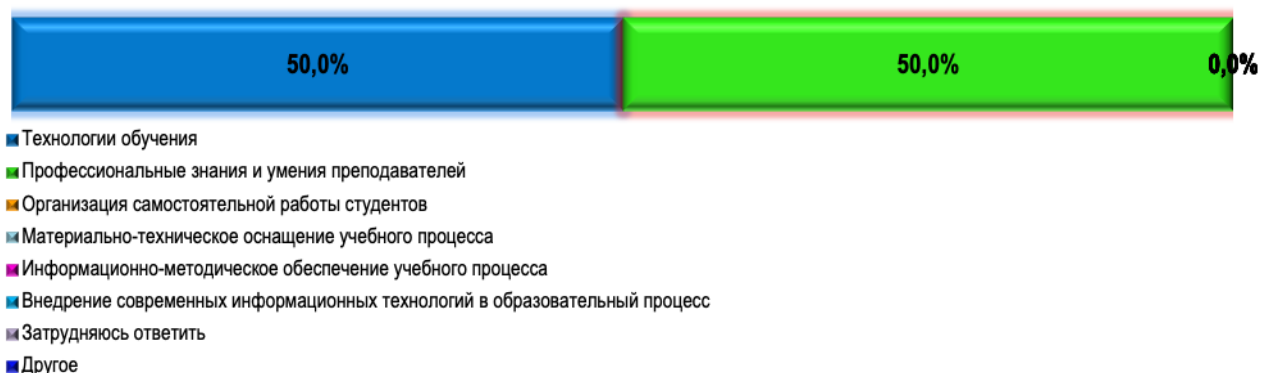 50,0% 50,0% 0,0%
Технологии обучения
Профессиональные знания и умения преподавателей
Организация самостоятельной работы студентов
Материально-техническое оснащение учебного процесса
Информационно-методическое обеспечение учебного процесса
Внедрение современных информационных технологий в образовательный процесс
Затрудняюсь ответить
Другое